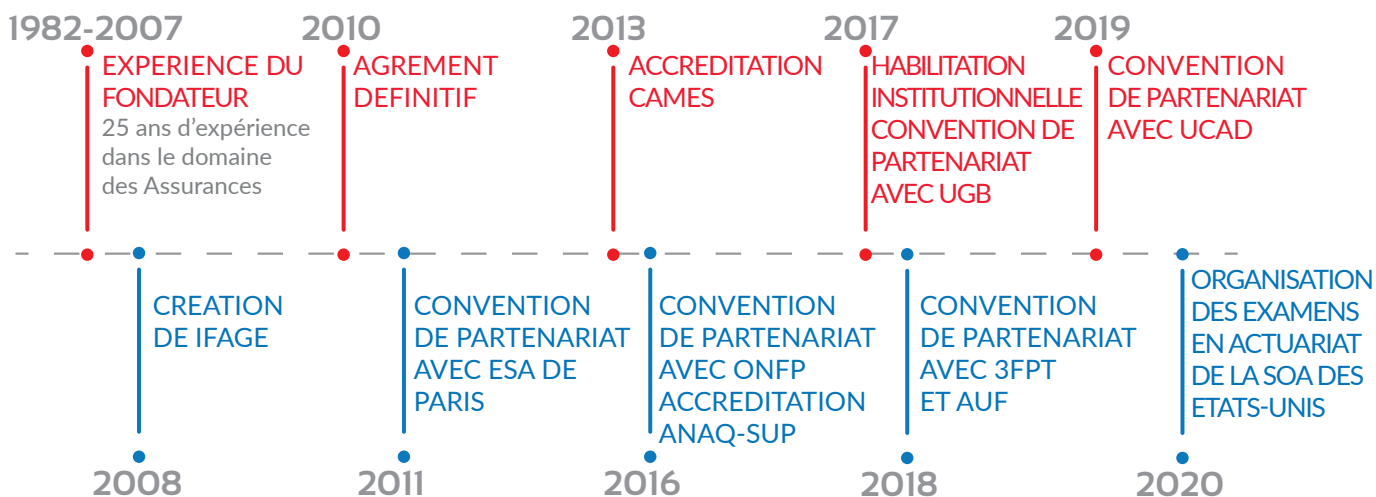 1982-2007
EXPERIENCE DU
FONDATEUR
25 ans d’expérience
dans le domaine
des Assurances
2010
AGREMENT
DEFINITIF
2013
ACCREDITATION
CAMES
2017
HABILITATION
INSTITUTIONNELLE
CONVENTION DE
PARTENARIAT
AVEC UGB
2019
CONVENTION
DE PARTENARIAT
AVEC UCAD
CREATION
DE IFAGE
2008
CONVENTION
DE PARTENARIAT
AVEC ESA DE
PARIS
2011
CONVENTION
DE PARTENARIAT
AVEC ONFP
ACCREDITATION
ANAQ-SUP
2016
CONVENTION
DE PARTENARIAT
AVEC 3FPT
ET AUF
2018
ORGANISATION
DES EXAMENS
EN ACTUARIAT
DE LA SOA DES
ETATS-UNIS
2020